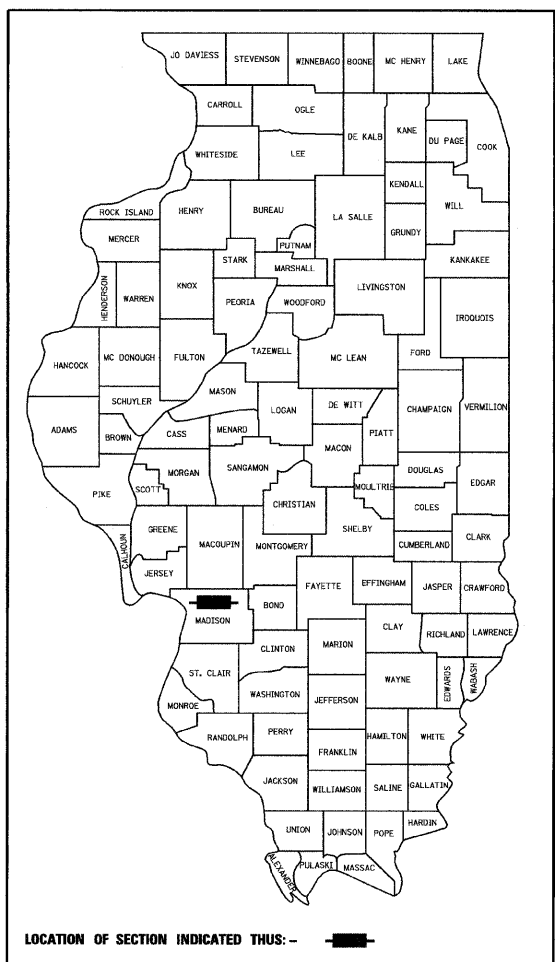 JO DAVIESS STEVENSON WINNEBAGO BOONE MC HENRY LAKE
CARROLL OGLE DE KALB KANE DU PAGE COOK
WHITESIDE LEE
KENDALL WILL
ROCK ISLAND HENRY BUREAU LA SALLE GRUNDY
MERCER PUTNAM
STARK MARSHALL KANKAKEE
HENDERSON WARREN KNOX PEORIA WOODFORD LIVINGSTON IROQUOIS
HANCOCK MC DONOUGH FULTON TAZEWELL MC LEAN FORD
SCHUYLER MASON LOGAN DE WITT CHAMPAIGN VERMILION
ADAMS BROWN CASS MENARD MACON PIATT
PIKE SCOTT MORGAN SANGAMON CHRISTIAN MOULTRIE DOUGLAS EDGAR
COLES
CALHOUN GREENE MACOUPIN MONTGOMERY SHELBY CUMBERLAND CLARK
JERSEY
MADISON BOND FAYETTE EFFINGHAM JASPER CRAWFORD
CLINTON MARION CLAY RICHLAND LAWRENCE
ST. CLAIR WASHINGTON JEFFERSON WAYNE EDWARDS WABASH
MONROE
RANDOLPH PERRY FRANKLIN HAMILTON WHITE
JACKSON WILLIAMSON SALINE GALLATIN
UNION JOHNSON POPE HARDIN
ALEXANDER PULASKI MASSAC
LOCATION OF SECTION INDICATED THUS: -